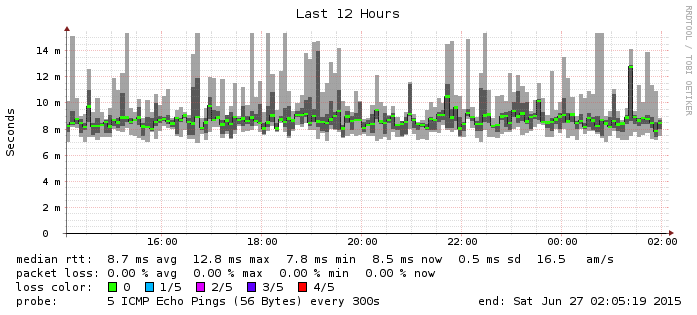 Last 12 Hours
RRDTOOL / TOBI OETIKER
Seconds
14 m
12 m
10 m
8 m
6 m
4 m
2 m
0
16:00 18:00 20:00 22:00 00:00 02:00
median rtt: 8.7 ms avg 12.8 ms max 7.8 ms min 8.5 ms now 0.5 ms sd 16.5 am/s
packet loss: 0.00 % avg 0.00 % max 0.00 % min 0.00 % now
loss color: 0 1/5 2/5 3/5 4/5
probe: 5 ICMP Echo Pings (56 Bytes) every 300s end: Sat Jun 27 02:05:19 2015